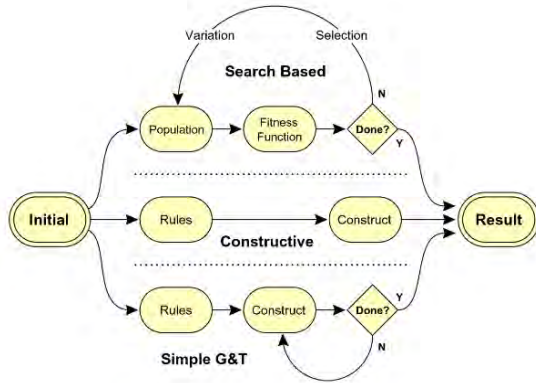 Variation
Selection
Search Based
N
Population
Fitness
Function
Done?
Y
Initial
Rules
Construct
Result
Constructive
Rules
Construct
Done?
Y
N
Simple G&T